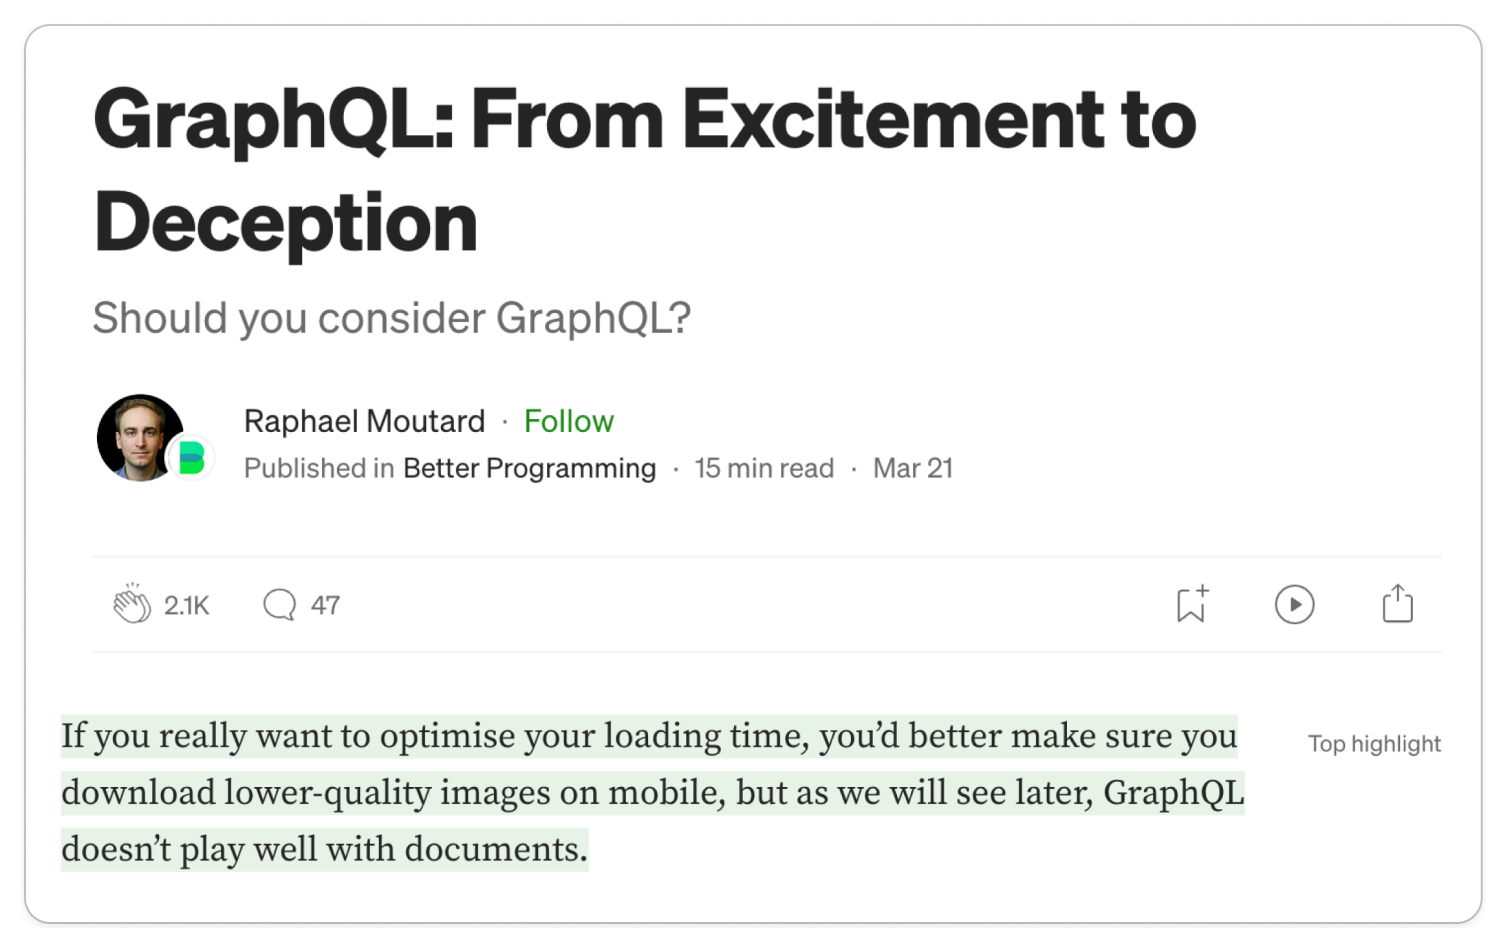 GraphQL: From Excitement to
Deception
Should you consider GraphQL?
Raphael Moutard · Follow
Published in Better Programming · 15 min read · Mar 21
2.1K 47
If you really want to optimise your loading time, you’d better make sure you
Top highlight
download lower-quality images on mobile, but as we will see later, GraphQL
doesn’t play well with documents.